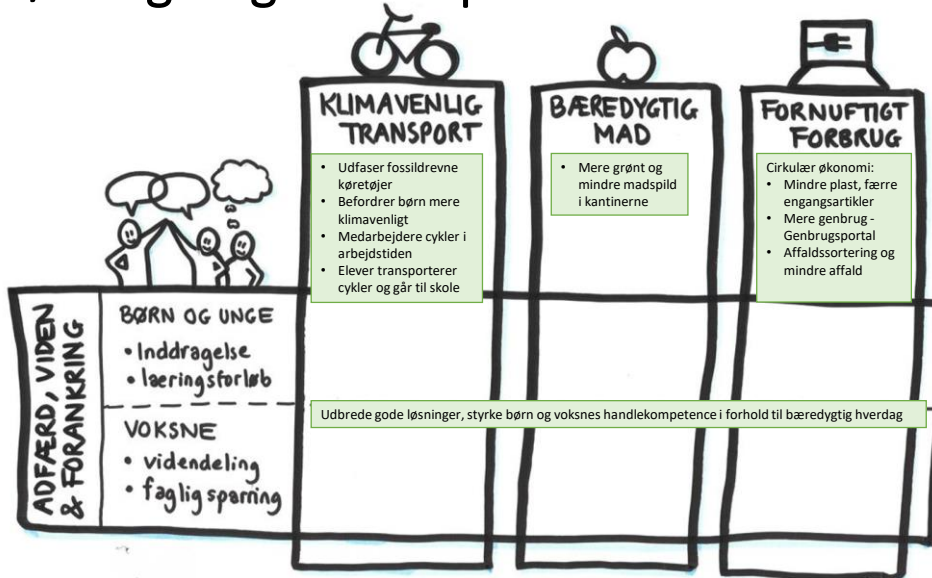 KLIMAVENLIG
TRANSPORT
• Udfaser fossildrevne
køretøjer
• Befordrer børn mere
klimavenligt
• Medarbejdere cykler i
arbejdstiden
• Elever transporterer
cykler og går til skole
BÆREDYGTIG
MAD
• Mere grønt og
mindre madspild
i kantinerne
FORNUFTIGT
FORBRUG
Cirkulær økonomi:
• Mindre plast, færre
engangsartikler
• Mere genbrug -
Genbrugsportal
• Affaldssortering og
mindre affald
ADFÆRD, VIDEN
& FORANKRING
BØRN OG UNGE
• Inddragelse
• læringsforløb
VOKSNE
• videndeling
• faglig sparring
Udbrede gode løsninger, styrke børn og voksnes handlekompetence i forhold til bæredygtig hverdag